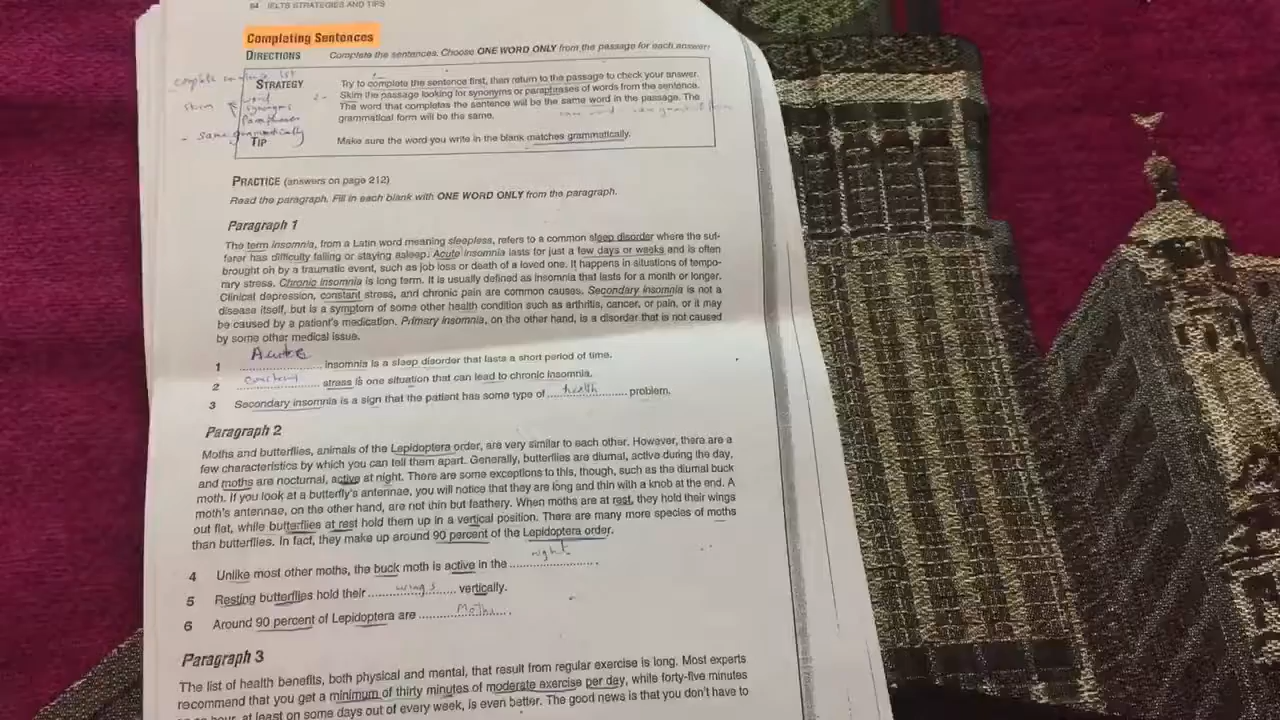 84 IELTS STRATEGIES AND TIPS
Completing Sentences
DIRECTIONS Complete the sentences. Choose ONE WORD ONLY from the passage for each answer.
STRATEGY Try to complete the sentence first, then return to the passage to check your answer.
Skim the passage looking for synonyms or paraphrases of words from the sentence.
The word that completes the sentence will be the same word in the passage. The
grammatical form will be the same.
skim
word
synonyms
Paraphrases
- same grammatically
TIP Make sure the word you write in the blank matches grammatically.
PRACTICE (answers on page 212)
Read the paragraph. Fill in each blank with ONE WORD ONLY from the paragraph.
Paragraph 1
The term insomnia, from a Latin word meaning sleepless, refers to a common sleep disorder where the suf-
ferer has difficulty falling or staying asleep. Acute insomnia lasts for just a few days or weeks and is often
brought on by a traumatic event, such as job loss or death of a loved one. It happens in situations of tempo-
rary stress. Chronic insomnia is long term. It is usually defined as insomnia that lasts for a month or longer.
Clinical depression, constant stress, and chronic pain are common causes. Secondary insomnia is not a
disease itself, but is a symptom of some other health condition such as arthritis, cancer, or pain, or it may
be caused by a patient's medication. Primary insomnia, on the other hand, is a disorder that is not caused
by some other medical issue.
1 Acute insomnia is a sleep disorder that lasts a short period of time.
2 constant stress is one situation that can lead to chronic insomnia.
3 Secondary insomnia is a sign that the patient has some type of health problem.
Paragraph 2
Moths and butterflies, animals of the Lepidoptera order, are very similar to each other. However, there are a
few characteristics by which you can tell them apart. Generally, butterflies are diurnal, active during the day,
and moths are nocturnal, active at night. There are some exceptions to this, though, such as the diurnal buck
moth. If you look at a butterfly's antennae, you will notice that they are long and thin with a knob at the end. A
moth's antennae, on the other hand, are not thin but feathery. When moths are at rest, they hold their wings
out flat, while butterflies at rest hold them up in a vertical position. There are many more species of moths
than butterflies. In fact, they make up around 90 percent of the Lepidoptera order.
4 Unlike most other moths, the buck moth is active in the night.
5 Resting butterflies hold their wings vertically.
6 Around 90 percent of Lepidoptera are Moths.
Paragraph 3
The list of health benefits, both physical and mental, that result from regular exercise is long. Most experts
recommend that you get a minimum of thirty minutes of moderate exercise per day, while forty-five minutes
hour, at least on some days out of every week, is even better. The good news is that you don't have to